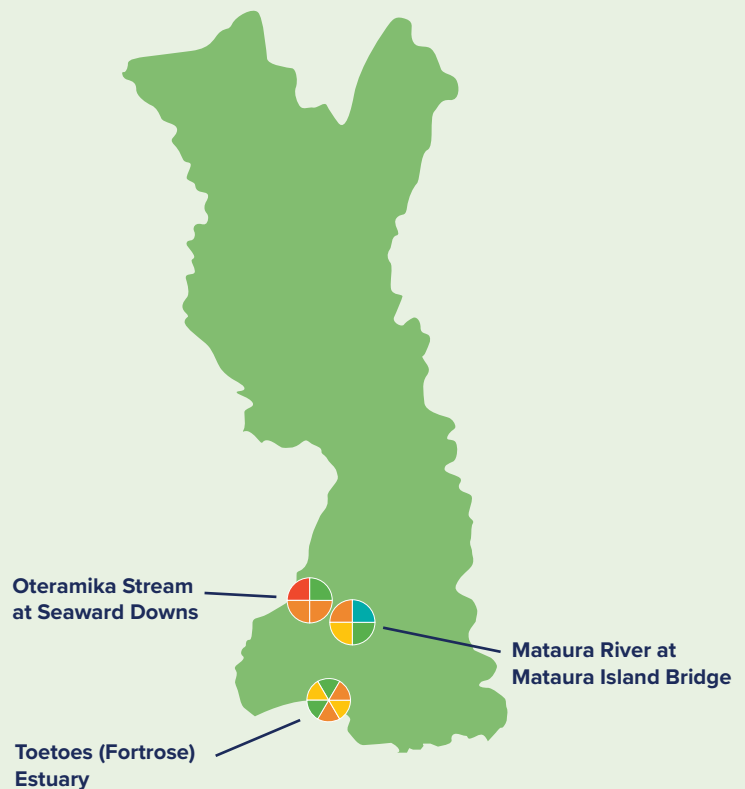 Oteramika Stream
at Seaward Downs
Mataura River at
Mataura Island Bridge
Toetoes (Fortrose)
Estuary